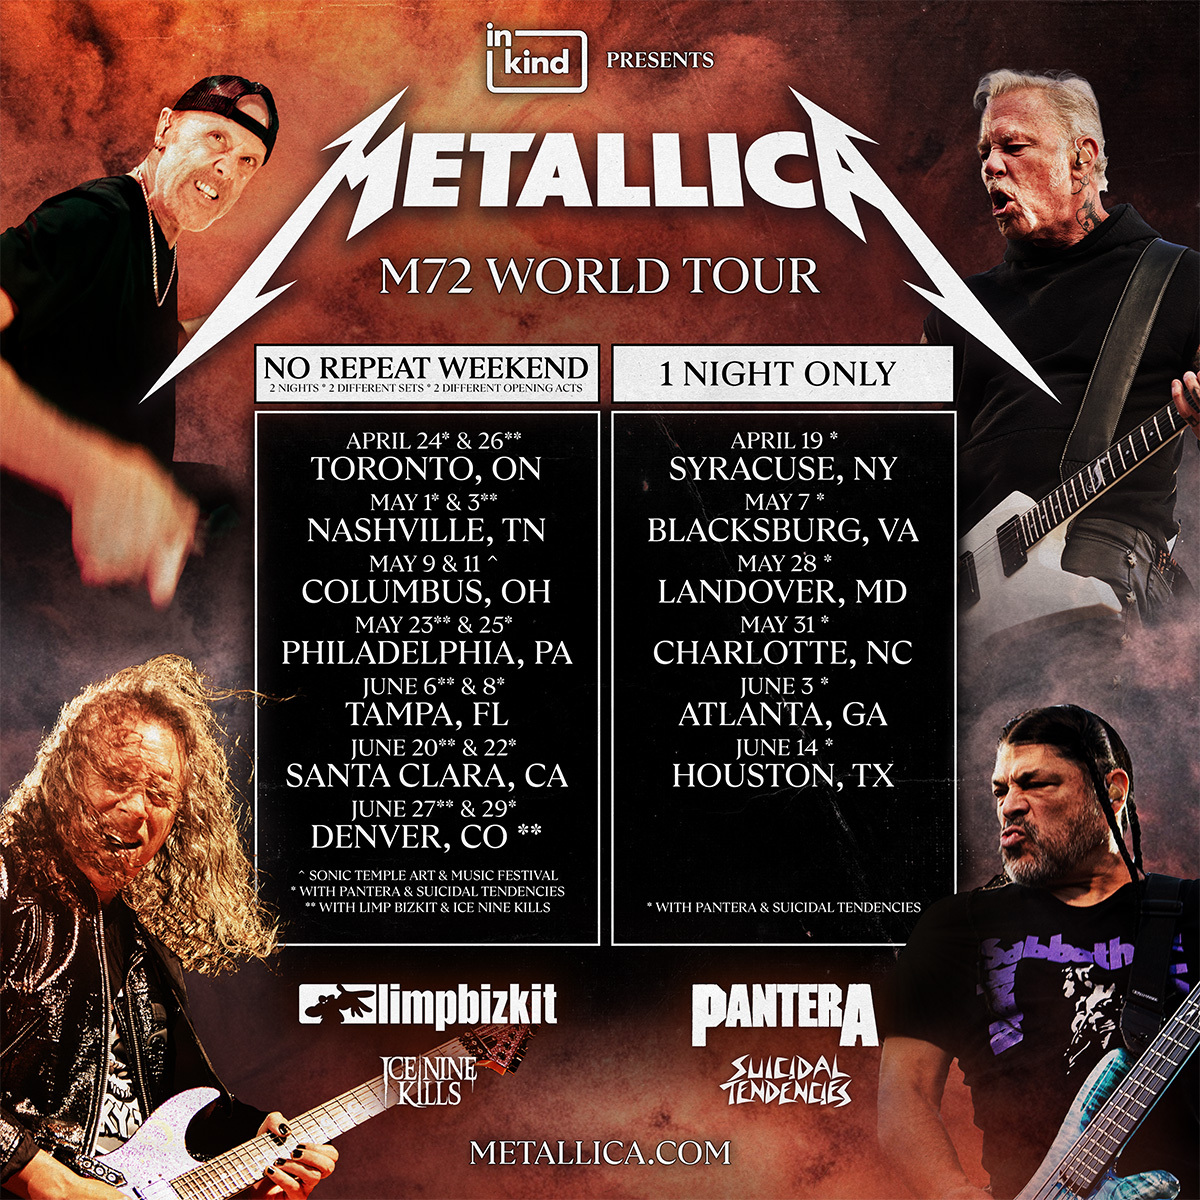 in
kind
PRESENTS
METALLICA
M72 WORLD TOUR
NO REPEAT WEEKEND
2 NIGHTS * 2 DIFFERENT SETS * 2 DIFFERENT OPENING ACTS
APRIL 24* & 26**
TORONTO, ON
MAY 1* & 3**
NASHVILLE, TN
MAY 9 & 11 ^
COLUMBUS, OH
MAY 23** & 25*
PHILADELPHIA, PA
JUNE 6** & 8*
TAMPA, FL
JUNE 20** & 22*
SANTA CLARA, CA
JUNE 27** & 29*
DENVER, CO **
^ SONIC TEMPLE ART & MUSIC FESTIVAL
* WITH PANTERA & SUICIDAL TENDENCIES
** WITH LIMP BIZKIT & ICE NINE KILLS
1 NIGHT ONLY
APRIL 19 *
SYRACUSE, NY
MAY 7 *
BLACKSBURG, VA
MAY 28 *
LANDOVER, MD
MAY 31 *
CHARLOTTE, NC
JUNE 3 *
ATLANTA, GA
JUNE 14 *
HOUSTON, TX
* WITH PANTERA & SUICIDAL TENDENCIES
limpbizkit
ICE NINE
KILLS
PANTERA
SUICIDAL
TENDENCIES
Sabbath
METALLICA.COM